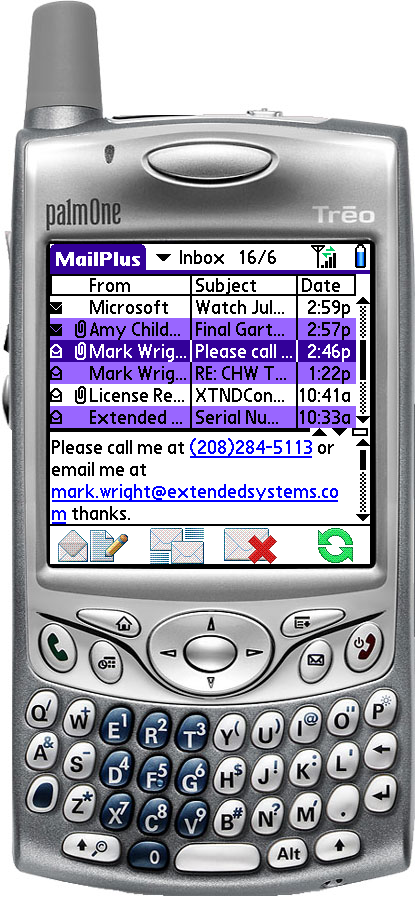 palmOne
Trēo
MailPlus Inbox 16/6
From Subject Date
Microsoft Watch Jul... 2:59p
Amy Child... Final Gart... 2:57p
Mark Wrig... Please call ... 2:46p
Mark Wrig... RE: CHW T... 1:22p
License Re... XTNDCon... 10:41a
Extended ... Serial Nu... 10:33a
Please call me at (208)284-5113 or
email me at
mark.wright@extendedsystems.co
m thanks.
Q/ W+ E1 R2 T3 Y( U) I@ O" P
A& S- D4 F5 G6 H$ J! K: L'
Z* X7 C8 V9 B# N? M, .
0 Alt